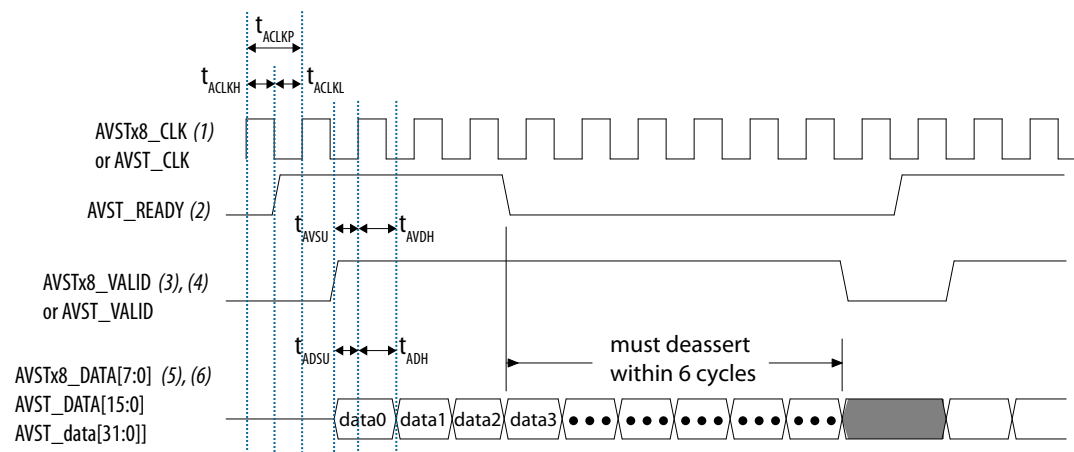 tACLKP
tACLKH
tACLKL
AVSTx8_CLK (1)
or AVST_CLK
AVST_READY (2)
tAVSU
tAVDH
AVSTx8_VALID (3), (4)
or AVST_VALID
tADSU
tADH
must deassert
within 6 cycles
AVSTx8_DATA[7:0] (5), (6)
AVST_DATA[15:0]
AVST_data[31:0]]
data0 data1 data2 data3